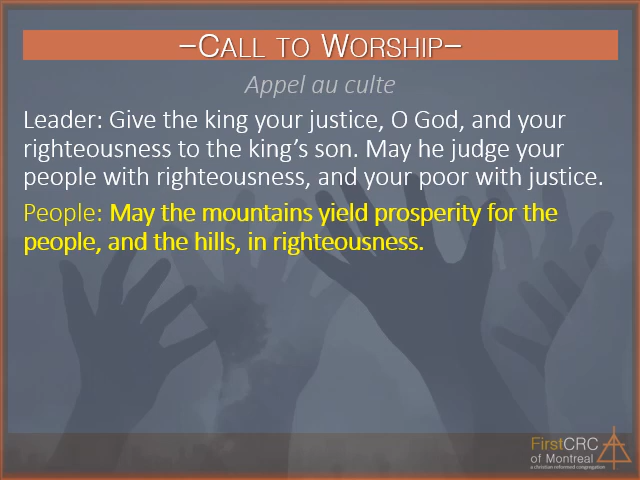 –CALL TO WORSHIP–
Appel au culte
Leader: Give the king your justice, O God, and your
righteousness to the king’s son. May he judge your
people with righteousness, and your poor with justice.
People: May the mountains yield prosperity for the
people, and the hills, in righteousness.
FirstCRC
of Montreal
a christian reformed congregation